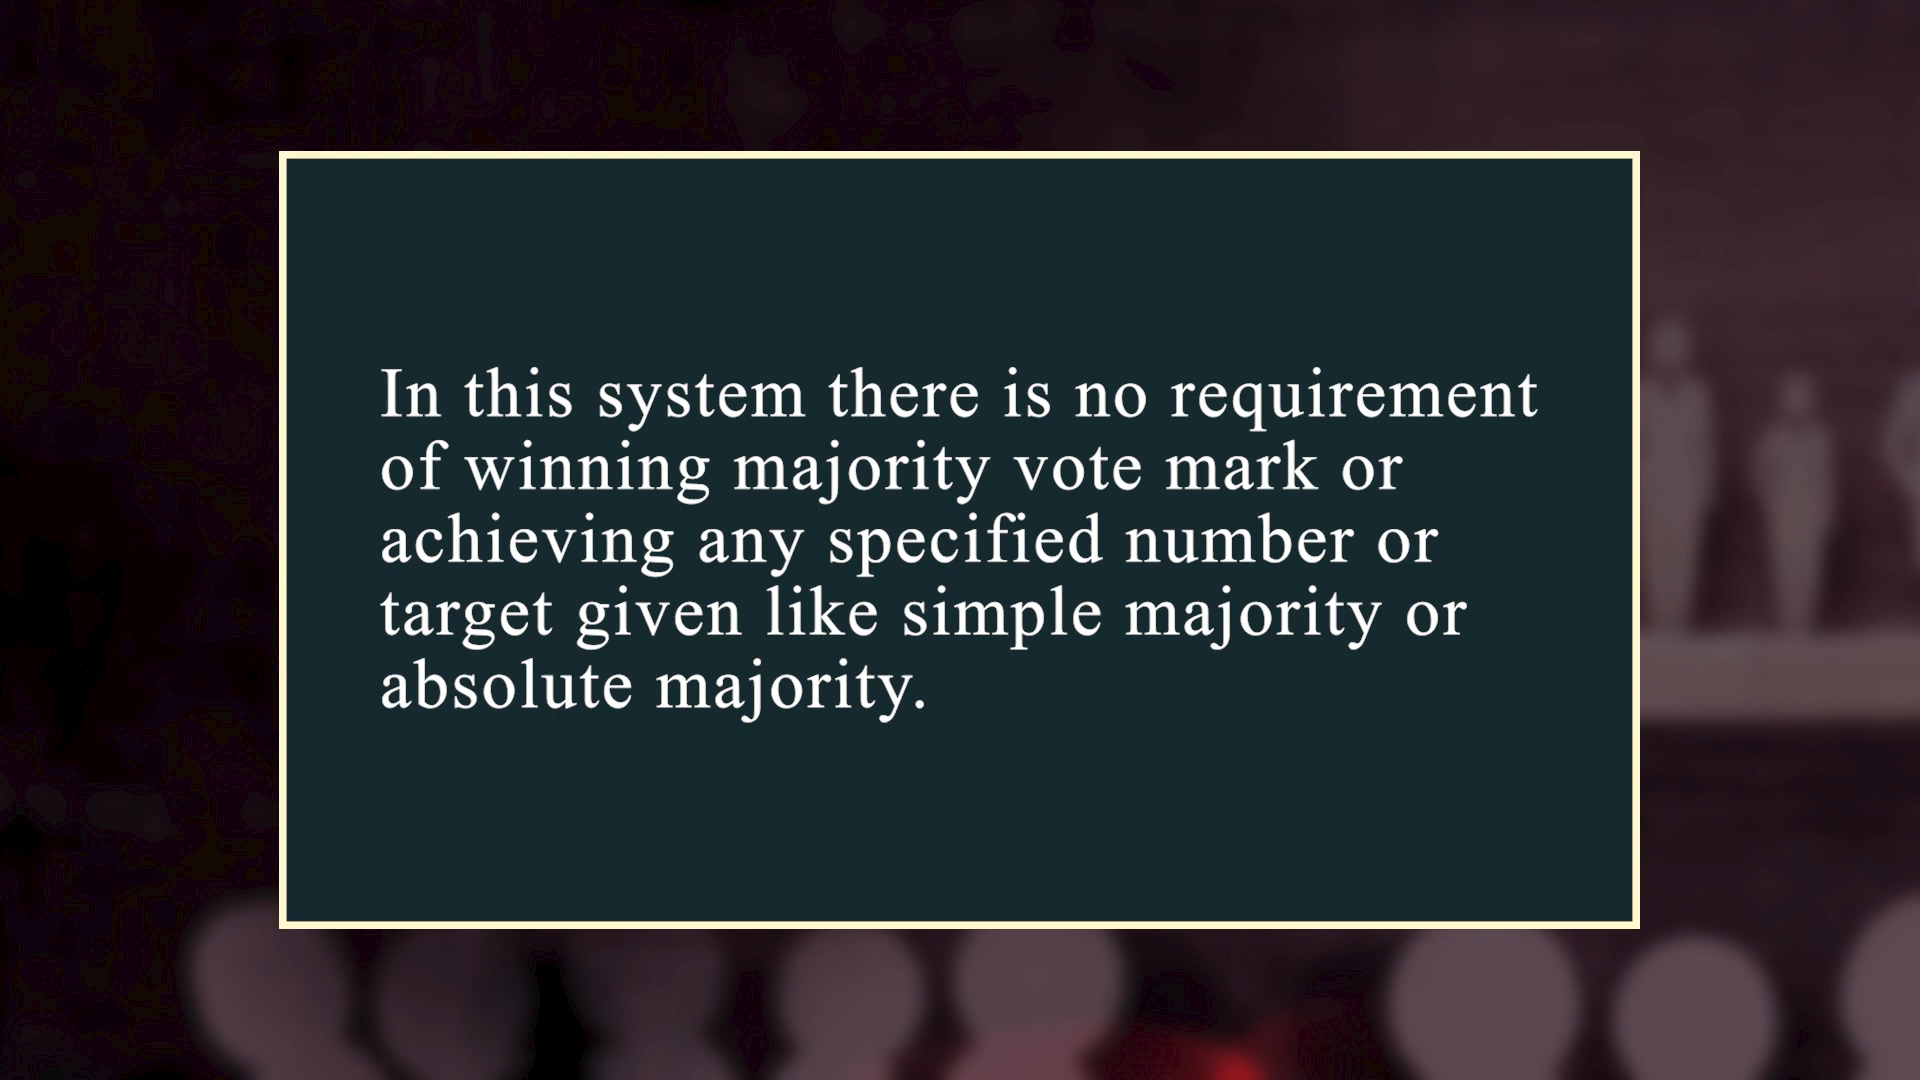 In this system there is no requirement
of winning majority vote mark or
achieving any specified number or
target given like simple majority or
absolute majority.